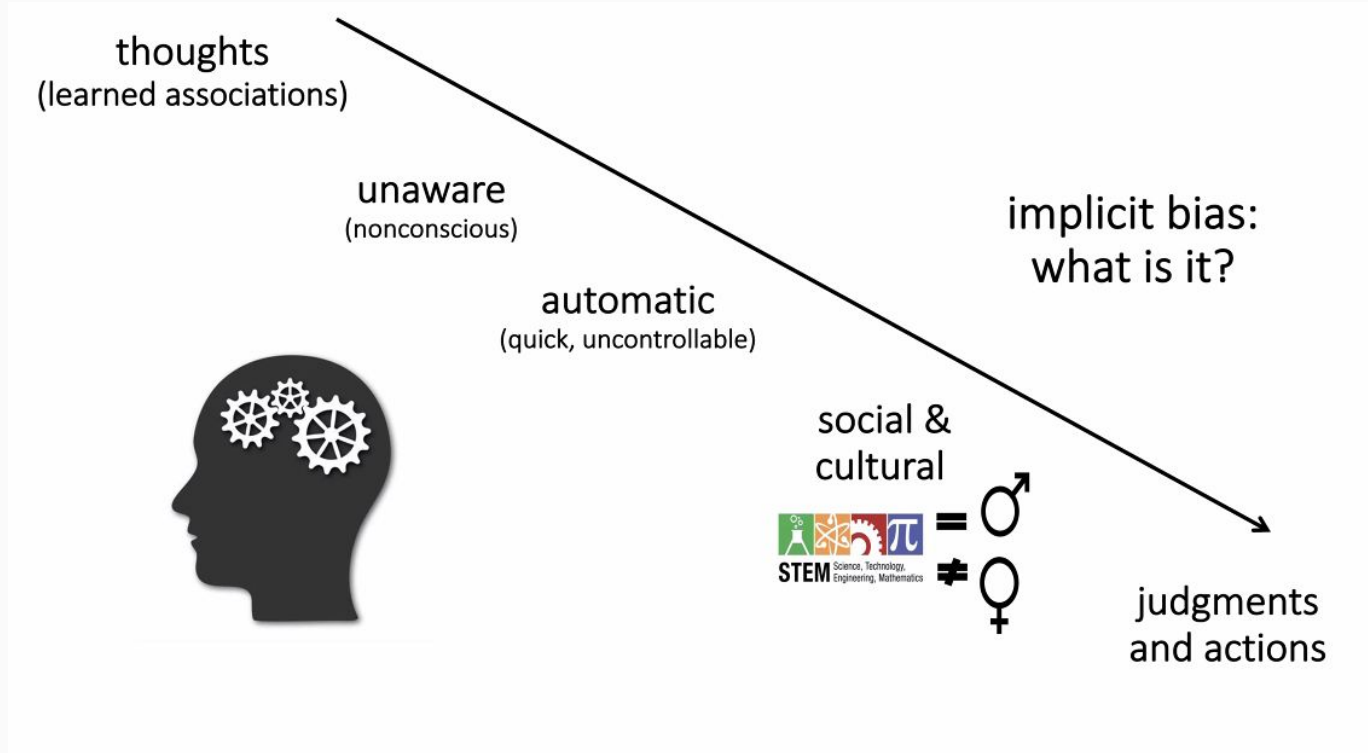 thoughts
(learned associations)
unaware
(nonconscious)
implicit bias:
what is it?
automatic
(quick, uncontrollable)
social &
cultural
π
= ♂
STEM Science, Technology,
Engineering, Mathematics
≠ ♀
judgments
and actions